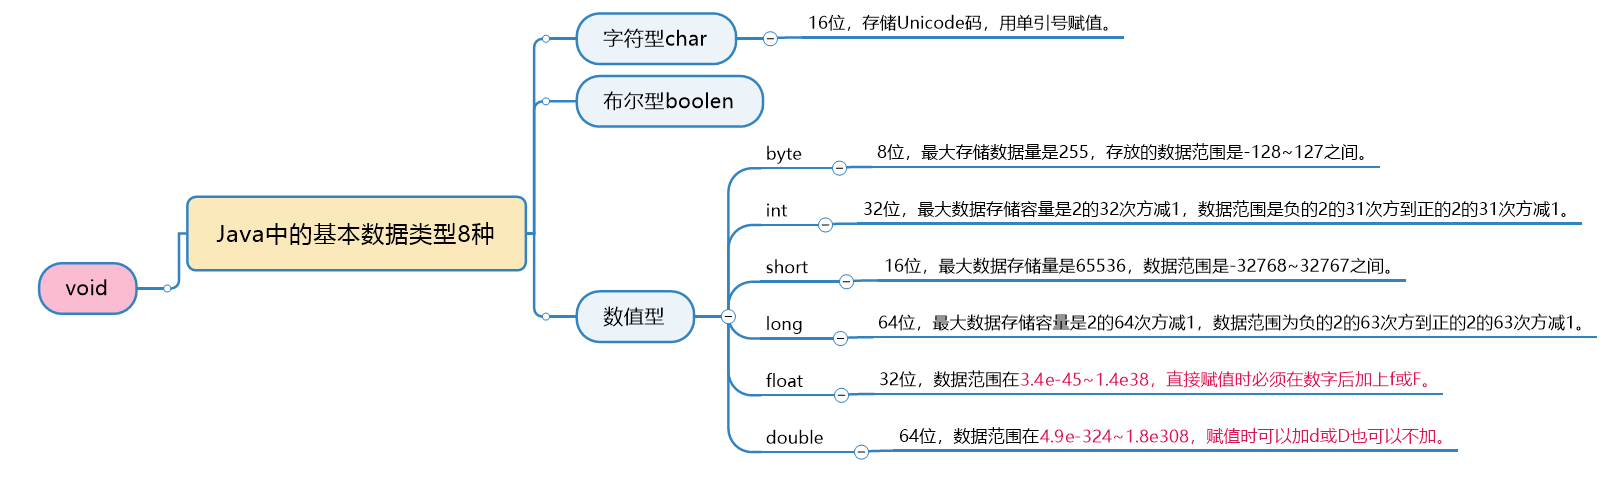 void
Java中的基本数据类型8种
字符型char
16位，存储Unicode码，用单引号赋值。
布尔型boolen
数值型
byte
8位，最大存储数据量是255，存放的数据范围是-128~127之间。
int
32位，最大数据存储容量是2的32次方减1，数据范围是负的2的31次方到正的2的31次方减1。
short
16位，最大数据存储量是65536，数据范围是-32768~32767之间。
long
64位，最大数据存储容量是2的64次方减1，数据范围为负的2的63次方到正的2的63次方减1。
float
32位，数据范围在3.4e-45~1.4e38，直接赋值时必须在数字后加上f或F。
double
64位，数据范围在4.9e-324~1.8e308，赋值时可以加d或D也可以不加。